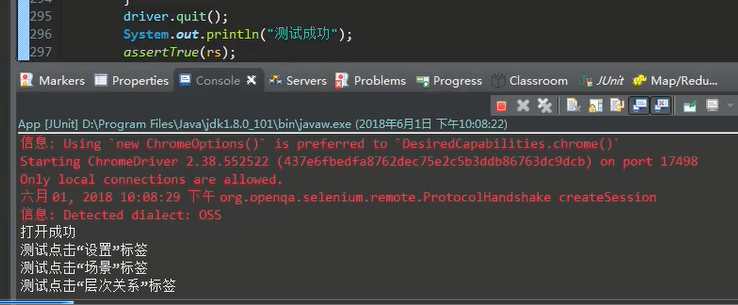 294 }
295 driver.quit();
296 System.out.println("测试成功");
297 assertTrue(rs);
Markers Properties Console Servers Problems Progress Classroom JUnit Map/Redu...
App [JUnit] D:\Program Files\Java\jdk1.8.0_101\bin\javaw.exe (2018年6月1日 下午10:08:22)
信息: Using `new ChromeOptions()` is preferred to `DesiredCapabilities.chrome()`
Starting ChromeDriver 2.38.552522 (437e6fbedfa8762dec75e2c5b3ddb86763dc9dcb) on port 17498
Only local connections are allowed.
六月 01, 2018 10:08:29 下午 org.openqa.selenium.remote.ProtocolHandshake createSession
信息: Detected dialect: OSS
打开成功
测试点击“设置”标签
测试点击“场景”标签
测试点击“层次关系”标签